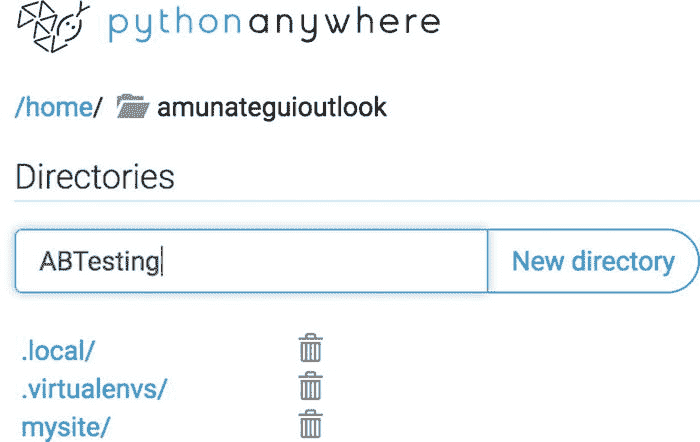 pythonanywhere
/home/ amunateguioutlook
Directories
ABTesting New directory
.local/
.virtualenvs/
mysite/